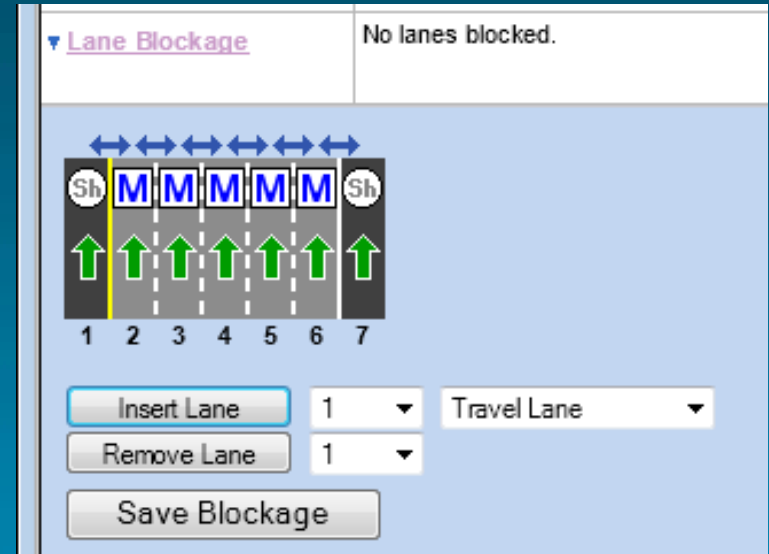 Lane Blockage No lanes blocked.
Sh M M M M M Sh
1 2 3 4 5 6 7
Insert Lane 1 Travel Lane
Remove Lane 1
Save Blockage